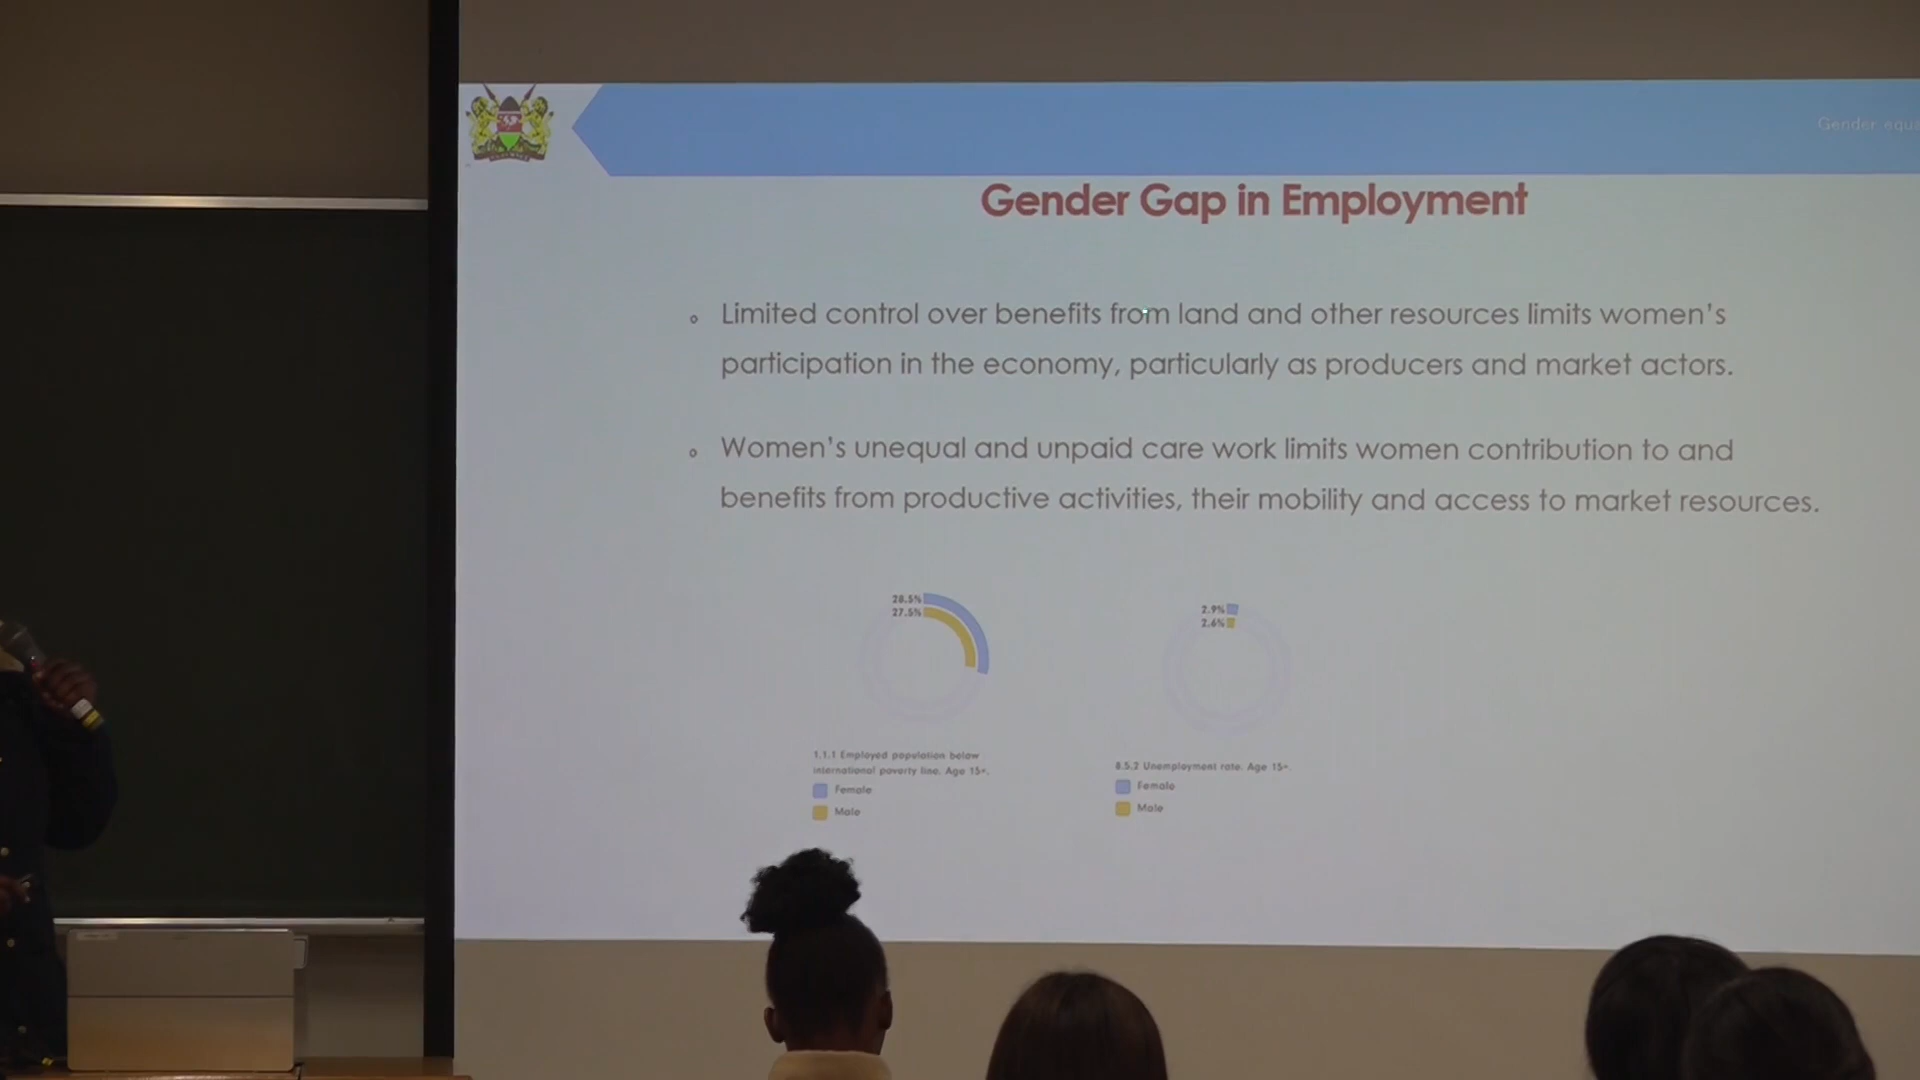 Gender equa
Gender Gap in Employment
Limited control over benefits from land and other resources limits women's
participation in the economy, particularly as producers and market actors.
Women's unequal and unpaid care work limits women contribution to and
benefits from productive activities, their mobility and access to market resources.
28.5%
27.5%
1.1.1 Employed population below
international poverty line. Age 15+.
Female
Male
2.9%
2.6%
8.5.2 Unemployment rate. Age 15+.
Female
Male